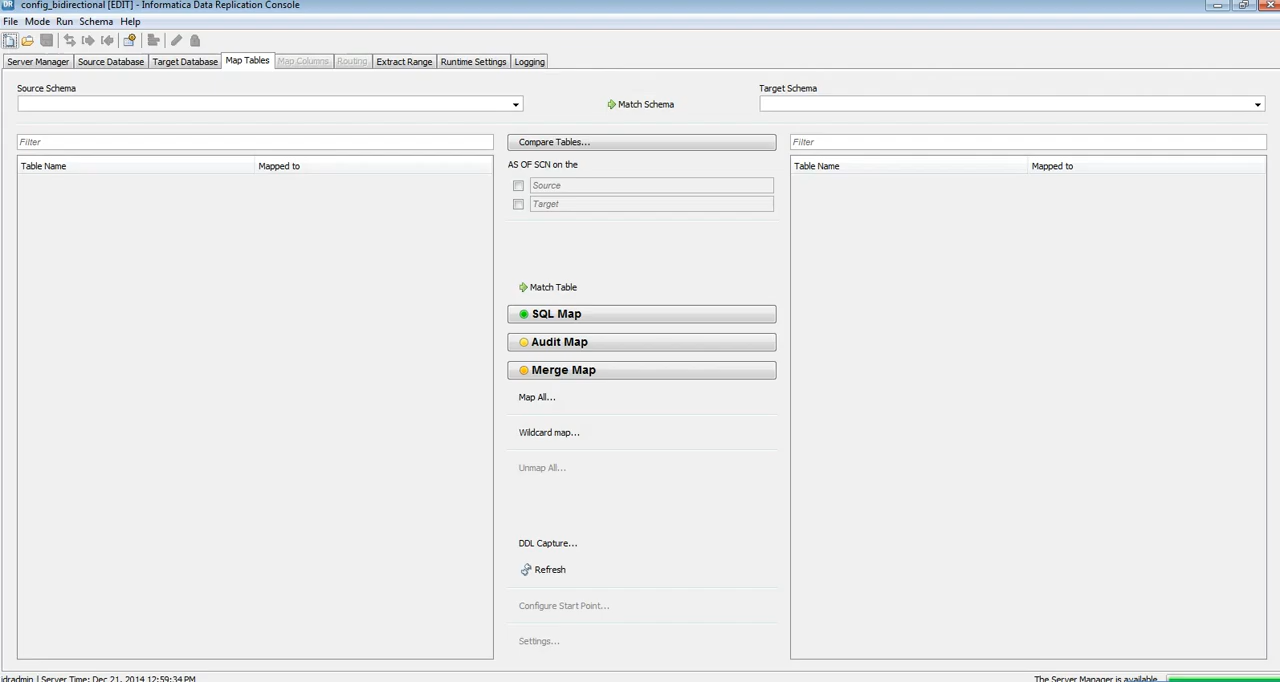 DR config_bidirectional [EDIT] - Informatica Data Replication Console
File Mode Run Schema Help
Server Manager Source Database Target Database Map Tables Map Columns Routing Extract Range Runtime Settings Logging
Source Schema
Target Schema
Match Schema
Filter
Table Name Mapped to
Compare Tables...
AS OF SCN on the
Source
Target
Match Table
SQL Map
Audit Map
Merge Map
Map All...
Wildcard map...
Unmap All...
DDL Capture...
Refresh
Configure Start Point...
Settings...
Filter
Table Name Mapped to
idradmin | Server Time: Dec 21, 2014 12:59:34 PM
The Server Manager is available.